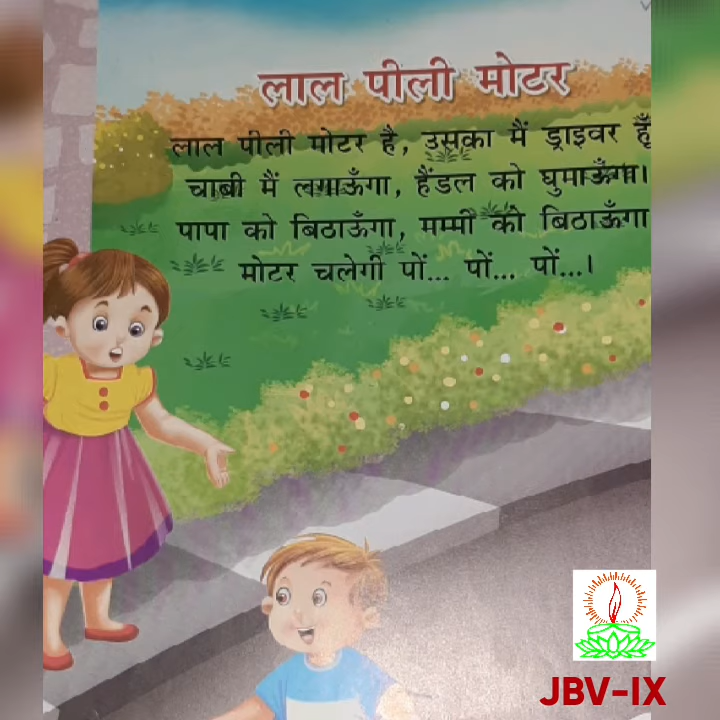 लाल पीली मोटर
लाल पीली मोटर है, उसका मैं ड्राइवर हूँ
चाबी मैं लगाऊँगा, हैंडल को घुमाऊँगा।
पापा को बिठाऊँगा, मम्मी को बिठाऊँगा
मोटर चलेगी पों... पों... पों...।
JBV-IX